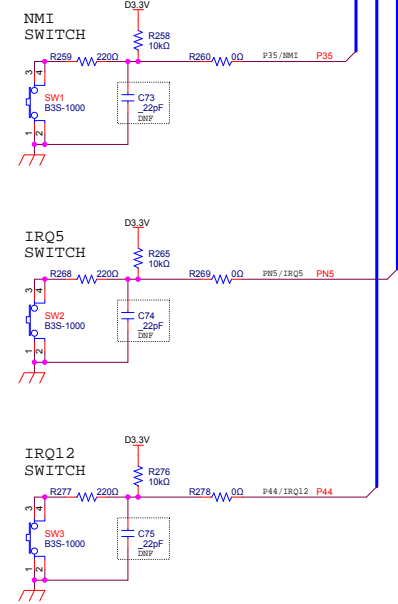 D3.3V
NMI
SWITCH
R258
10kΩ
R259 220Ω R260 0Ω P35/NMI P35
3 4
SW1
B3S-1000
C73
_22pF
DNF
1 2
D3.3V
IRQ5
SWITCH
R265
10kΩ
R268 220Ω R269 0Ω PN5/IRQ5 PN5
3 4
SW2
B3S-1000
C74
_22pF
DNF
1 2
D3.3V
IRQ12
SWITCH
R276
10kΩ
R277 220Ω R278 0Ω P44/IRQ12 P44
3 4
SW3
B3S-1000
C75
_22pF
DNF
1 2